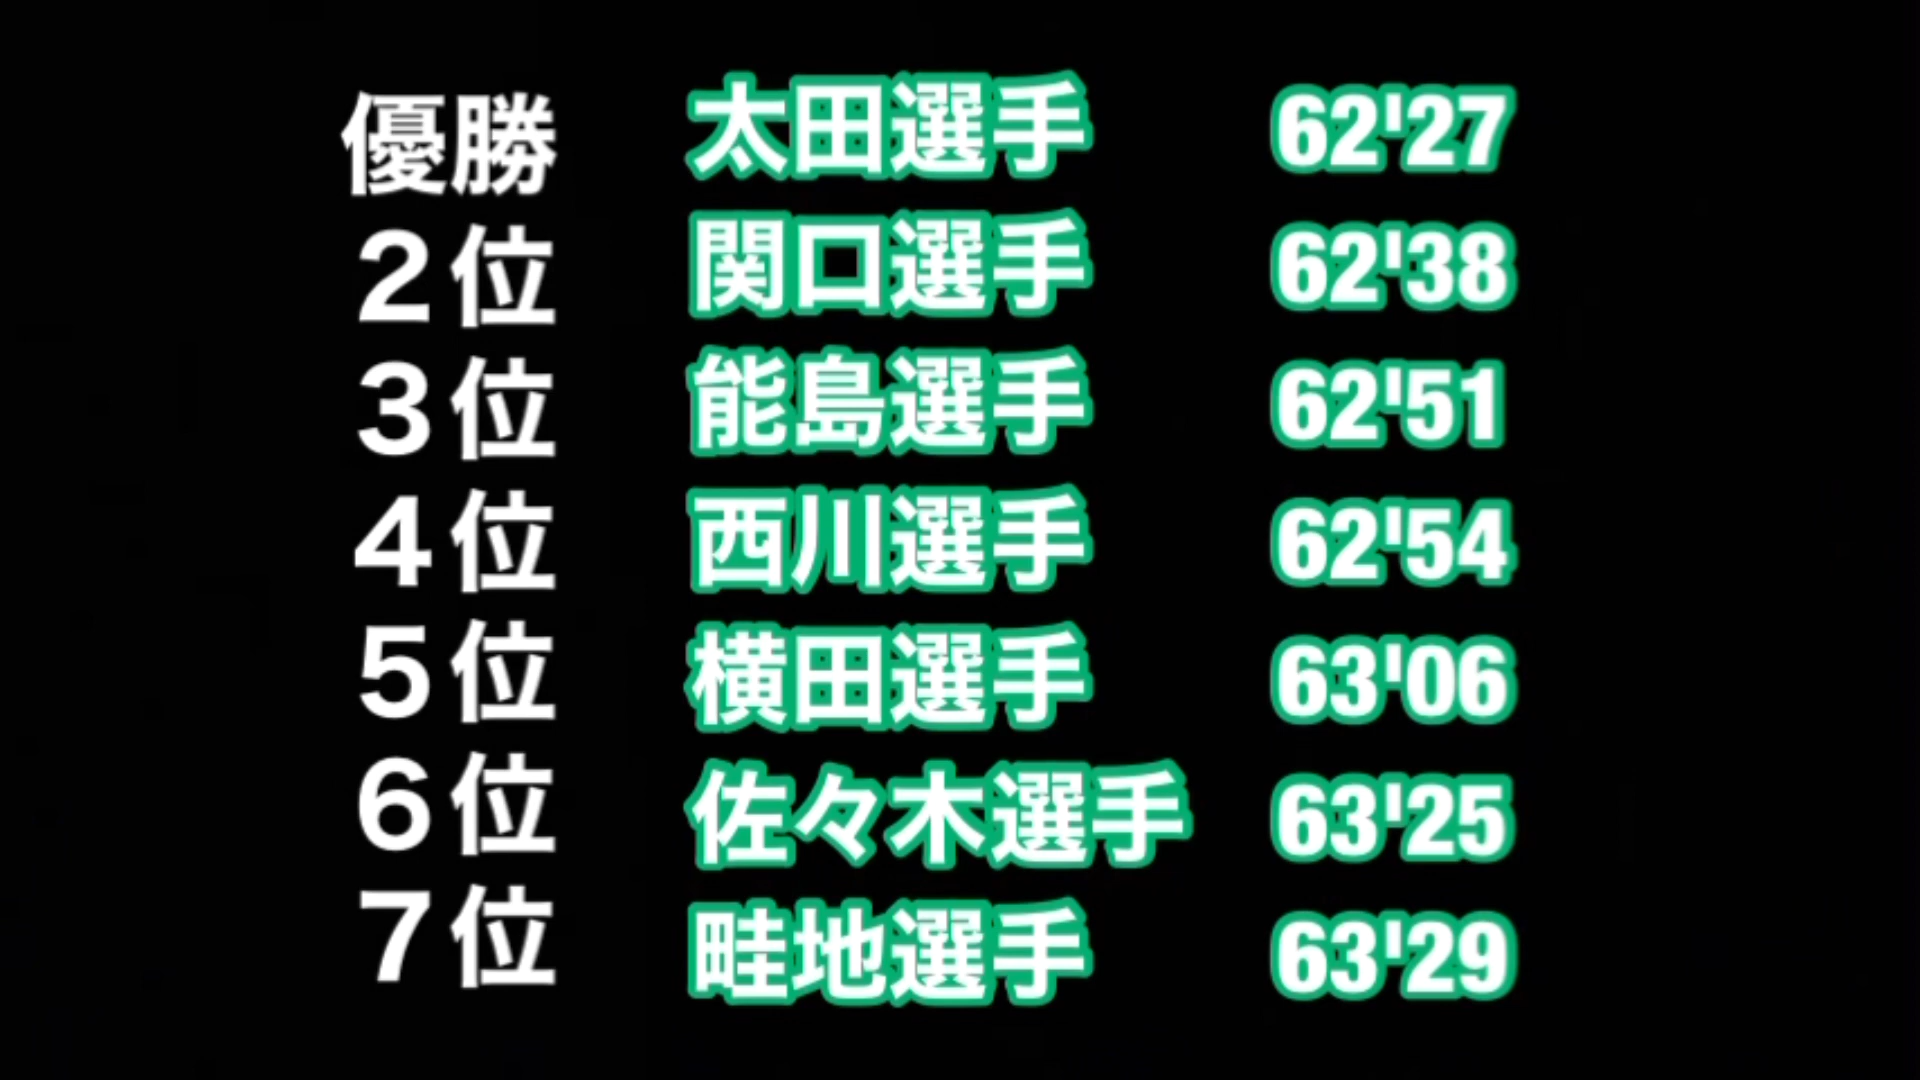 優勝 太田選手 62'27
２位 関口選手 62'38
３位 能島選手 62'51
４位 西川選手 62'54
５位 横田選手 63'06
６位 佐々木選手 63'25
７位 畦地選手 63'29